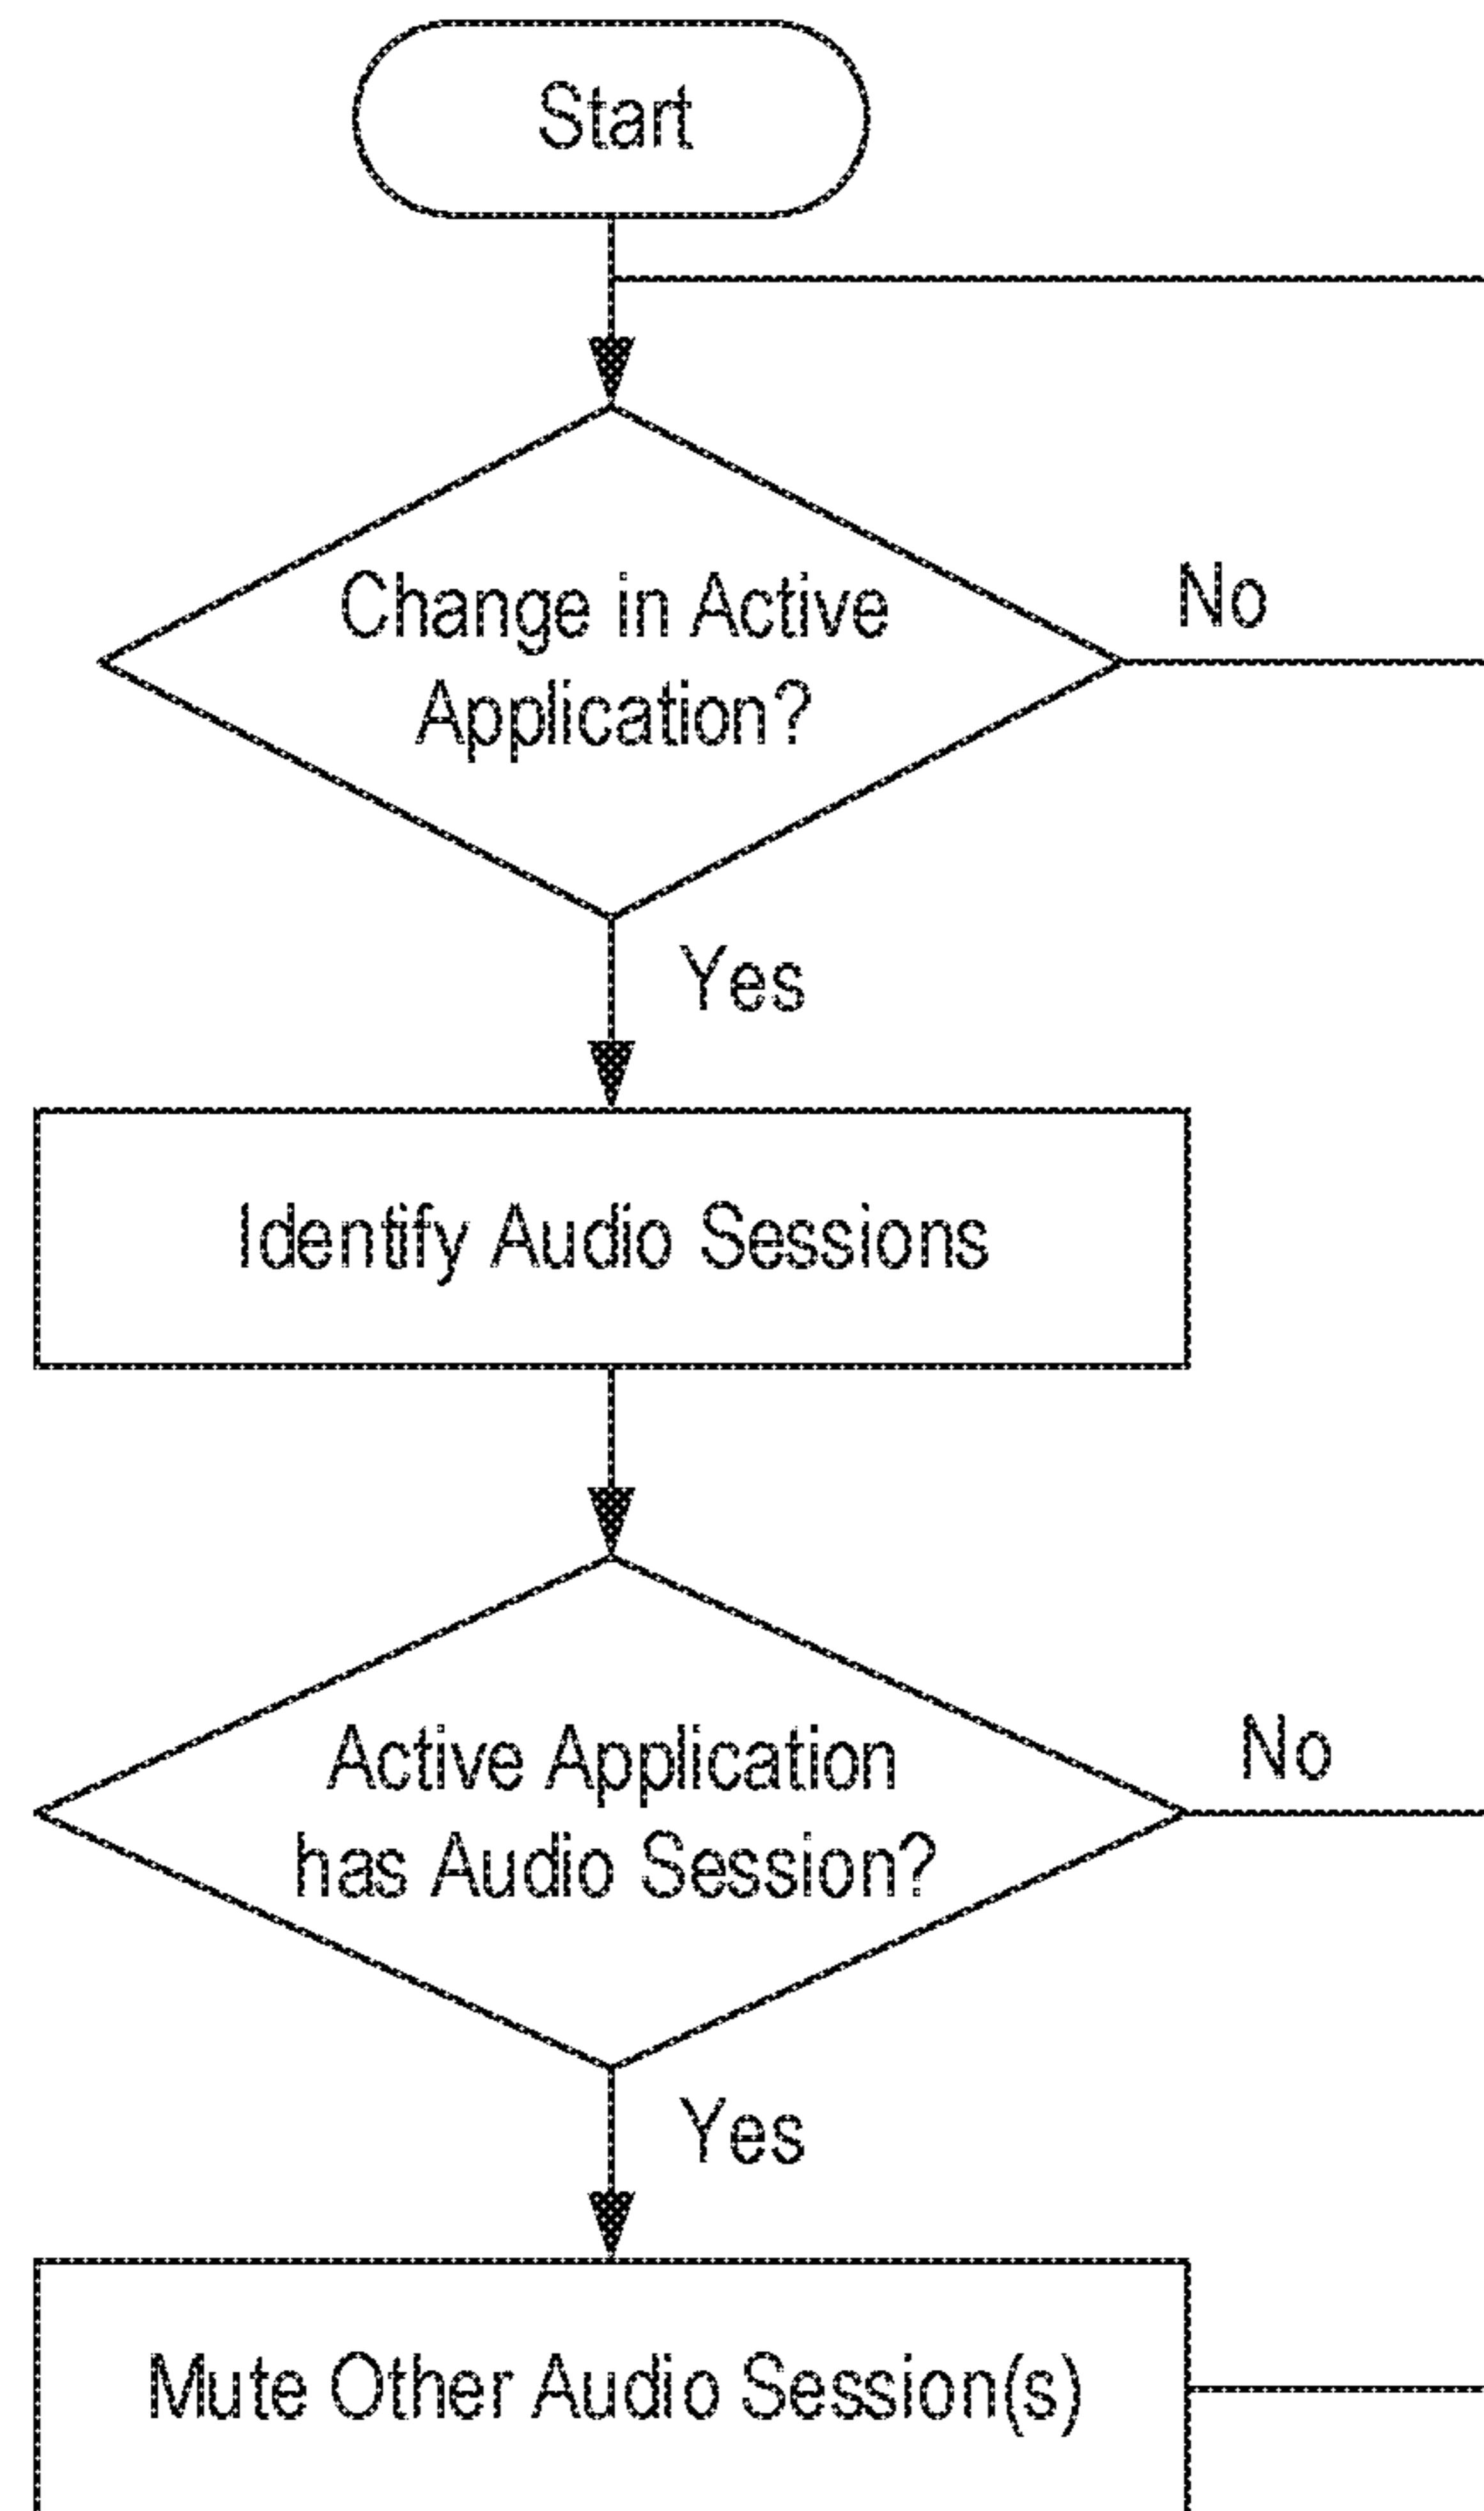 Start
Change in Active
Application?
No
Yes
Identify Audio Sessions
Active Application
has Audio Session?
No
Yes
Mute Other Audio Session(s)